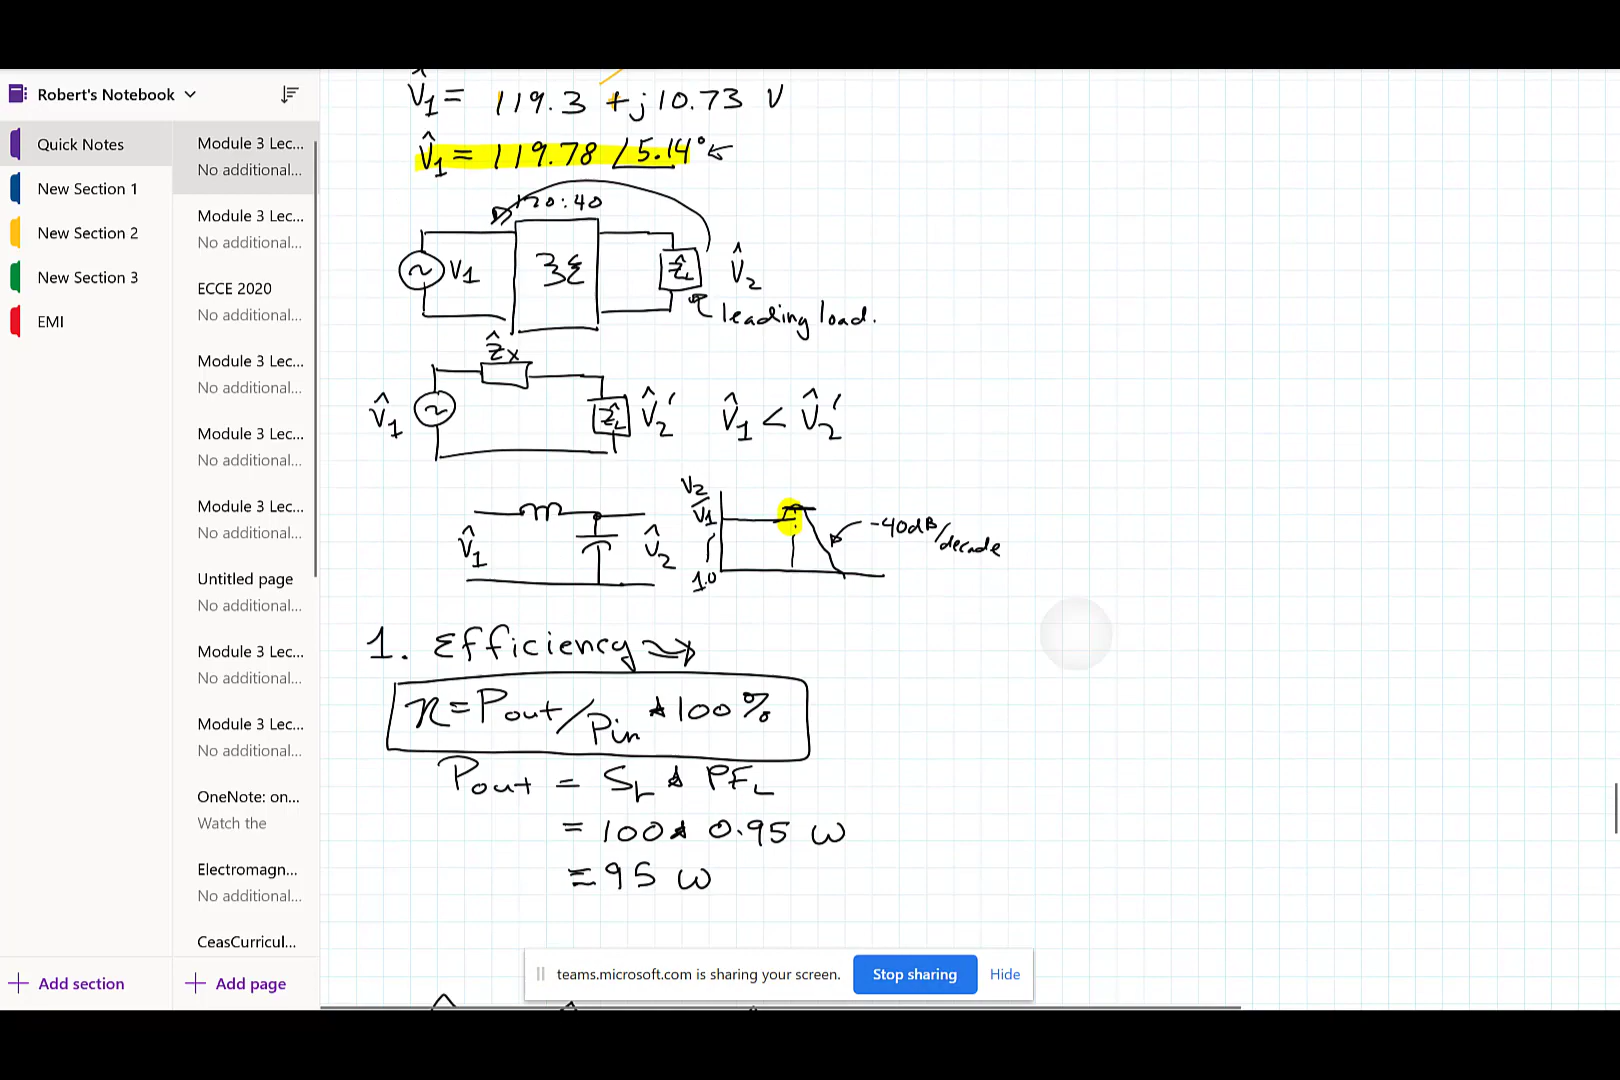 Robert's Notebook
Quick Notes
New Section 1
New Section 2
New Section 3
EMI
Add section
Module 3 Lec...
No additional...
Module 3 Lec...
No additional...
ECCE 2020
No additional...
Module 3 Lec...
No additional...
Module 3 Lec...
No additional...
Module 3 Lec...
No additional...
Untitled page
No additional...
Module 3 Lec...
No additional...
Module 3 Lec...
No additional...
OneNote: on...
Watch the
Electromagn...
No additional...
CeasCurricul...
Add page
V̂1 = 119.3 + j10.73 V
V̂1 = 119.78 /5.14°
120:40
V1
ẐL
V̂2
leading load.
Ẑx
V̂1
ẐL
V̂2'
V̂1 < V̂2'
V̂1
V̂2
V2/V1
1.0
-40dB/decade
1. Efficiency
η = Pout/Pin * 100%
Pout = SL * PFL
= 100 * 0.95 W
= 95 W
teams.microsoft.com is sharing your screen.
Stop sharing
Hide